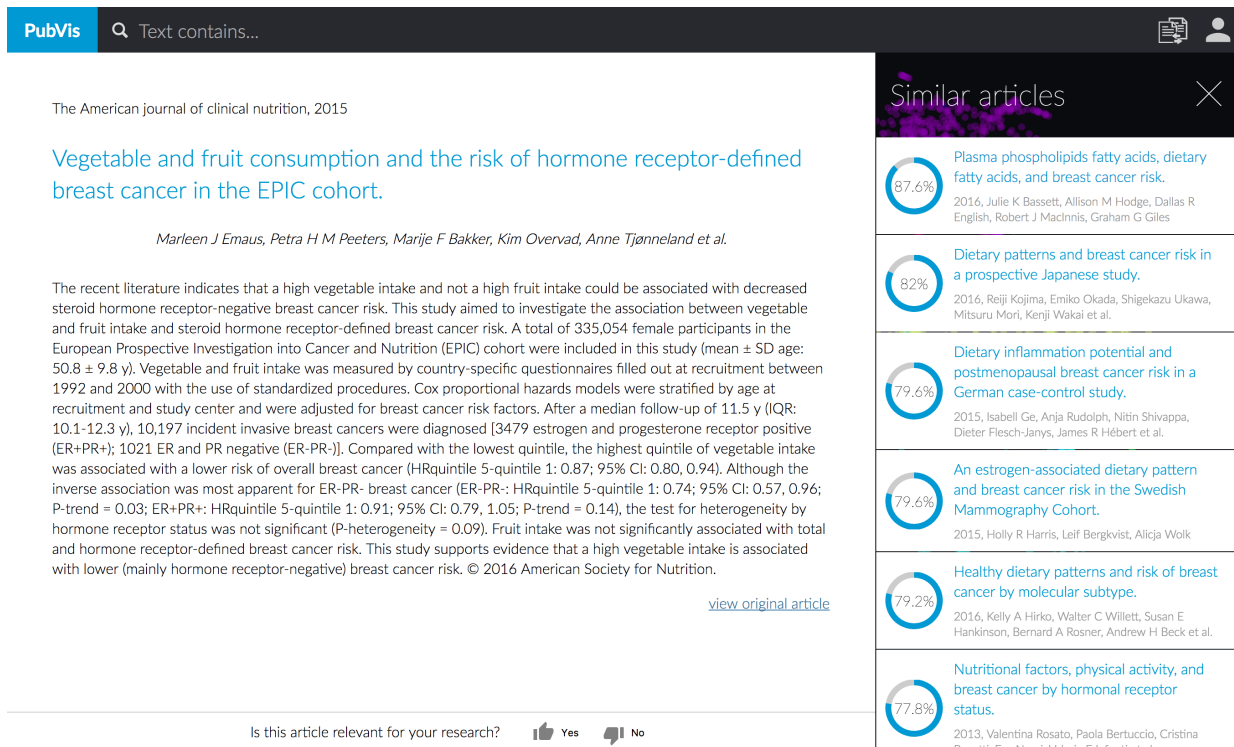 PubVis
Text contains...
The American journal of clinical nutrition, 2015
Vegetable and fruit consumption and the risk of hormone receptor-defined
breast cancer in the EPIC cohort.
Marleen J Emaus, Petra H M Peeters, Marije F Bakker, Kim Overvad, Anne Tjønneland et al.
The recent literature indicates that a high vegetable intake and not a high fruit intake could be associated with decreased
steroid hormone receptor-negative breast cancer risk. This study aimed to investigate the association between vegetable
and fruit intake and steroid hormone receptor-defined breast cancer risk. A total of 335,054 female participants in the
European Prospective Investigation into Cancer and Nutrition (EPIC) cohort were included in this study (mean ± SD age:
50.8 ± 9.8 y). Vegetable and fruit intake was measured by country-specific questionnaires filled out at recruitment between
1992 and 2000 with the use of standardized procedures. Cox proportional hazards models were stratified by age at
recruitment and study center and were adjusted for breast cancer risk factors. After a median follow-up of 11.5 y (IQR:
10.1-12.3 y), 10,197 incident invasive breast cancers were diagnosed [3479 estrogen and progesterone receptor positive
(ER+PR+); 1021 ER and PR negative (ER-PR-)]. Compared with the lowest quintile, the highest quintile of vegetable intake
was associated with a lower risk of overall breast cancer (HRquintile 5-quintile 1: 0.87; 95% CI: 0.80, 0.94). Although the
inverse association was most apparent for ER-PR- breast cancer (ER-PR-: HRquintile 5-quintile 1: 0.74; 95% CI: 0.57, 0.96;
P-trend = 0.03; ER+PR+: HRquintile 5-quintile 1: 0.91; 95% CI: 0.79, 1.05; P-trend = 0.14), the test for heterogeneity by
hormone receptor status was not significant (P-heterogeneity = 0.09). Fruit intake was not significantly associated with total
and hormone receptor-defined breast cancer risk. This study supports evidence that a high vegetable intake is associated
with lower (mainly hormone receptor-negative) breast cancer risk. © 2016 American Society for Nutrition.
view original article
Is this article relevant for your research?
Yes
No
Similar articles
87.6%
Plasma phospholipids fatty acids, dietary
fatty acids, and breast cancer risk.
2016, Julie K Bassett, Allison M Hodge, Dallas R
English, Robert J MacInnis, Graham G Giles
82%
Dietary patterns and breast cancer risk in
a prospective Japanese study.
2016, Reiji Kojima, Emiko Okada, Shigekazu Ukawa,
Mitsuru Mori, Kenji Wakai et al.
79.6%
Dietary inflammation potential and
postmenopausal breast cancer risk in a
German case-control study.
2015, Isabell Ge, Anja Rudolph, Nitin Shivappa,
Dieter Flesch-Janys, James R Hébert et al.
79.6%
An estrogen-associated dietary pattern
and breast cancer risk in the Swedish
Mammography Cohort.
2015, Holly R Harris, Leif Bergkvist, Alicja Wolk
79.2%
Healthy dietary patterns and risk of breast
cancer by molecular subtype.
2016, Kelly A Hirko, Walter C Willett, Susan E
Hankinson, Bernard A Rosner, Andrew H Beck et al.
77.8%
Nutritional factors, physical activity, and
breast cancer by hormonal receptor
status.
2013, Valentina Rosato, Paola Bertuccio, Cristina